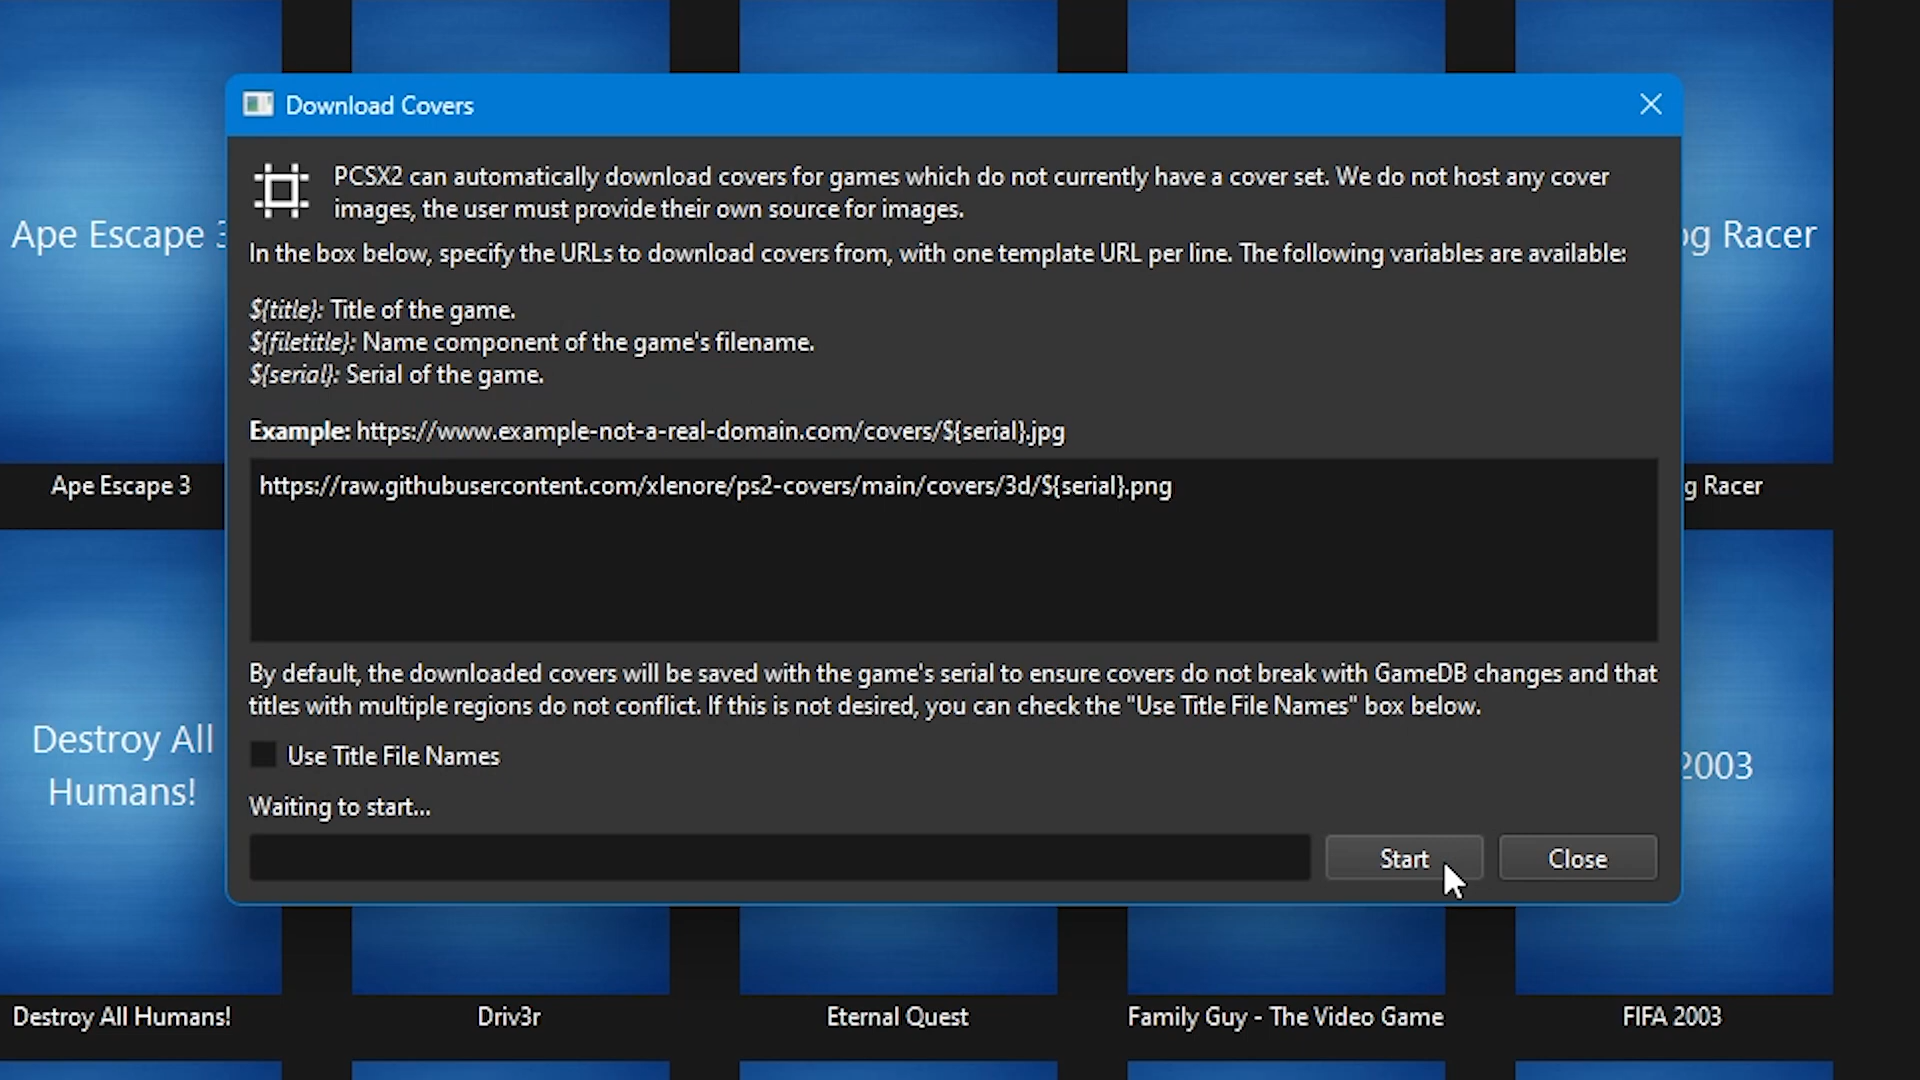 Download Covers
PCSX2 can automatically download covers for games which do not currently have a cover set. We do not host any cover
images, the user must provide their own source for images.
In the box below, specify the URLs to download covers from, with one template URL per line. The following variables are available:
${title}: Title of the game.
${filetitle}: Name component of the game's filename.
${serial}: Serial of the game.
Example: https://www.example-not-a-real-domain.com/covers/${serial}.jpg
https://raw.githubusercontent.com/xlenore/ps2-covers/main/covers/3d/${serial}.png
By default, the downloaded covers will be saved with the game's serial to ensure covers do not break with GameDB changes and that
titles with multiple regions do not conflict. If this is not desired, you can check the "Use Title File Names" box below.
Use Title File Names
Waiting to start...
Start
Close
Ape Escape 3
Racer
Ape Escape 3
g Racer
Destroy All
Humans!
2003
Destroy All Humans!
Driv3r
Eternal Quest
Family Guy - The Video Game
FIFA 2003